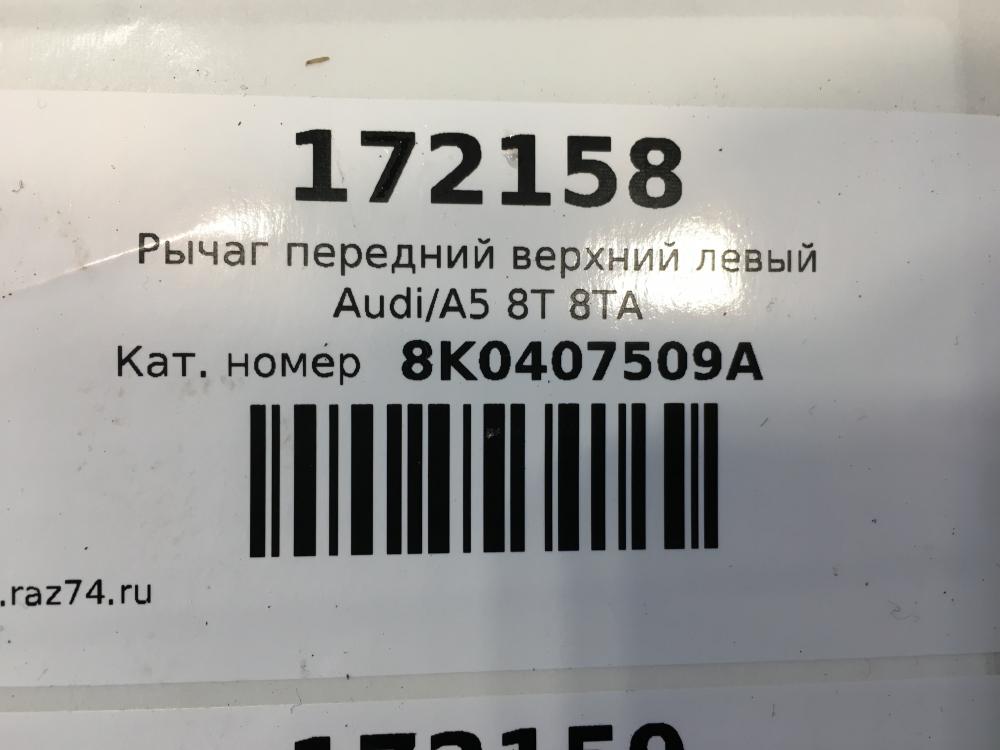 172158
Рычаг передний верхний левый
Audi/A5 8T 8TA
Кат. номер 8K0407509A
.raz74.ru